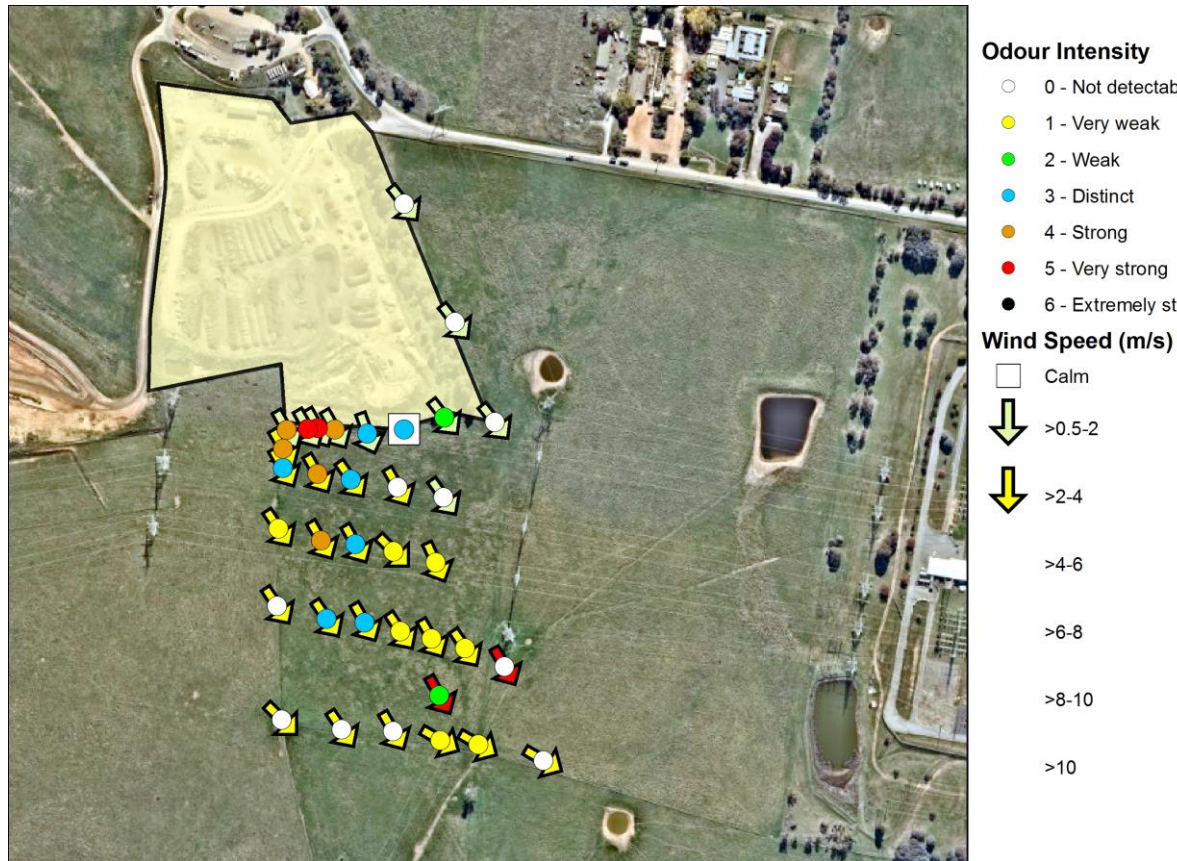 Odour Intensity
0 - Not detectab
1 - Very weak
2 - Weak
3 - Distinct
4 - Strong
5 - Very strong
6 - Extremely st
Wind Speed (m/s)
Calm
>0.5-2
>2-4
>4-6
>6-8
>8-10
>10